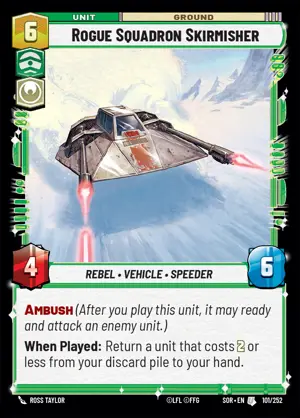 UNIT GROUND
6 ROGUE SQUADRON SKIRMISHER
4 6
REBEL • VEHICLE • SPEEDER
AMBUSH (After you play this unit, it may ready
and attack an enemy unit.)
When Played: Return a unit that costs 2 or
less from your discard pile to your hand.
ROSS TAYLOR ©LFL ©FFG SOR • EN U 101/252